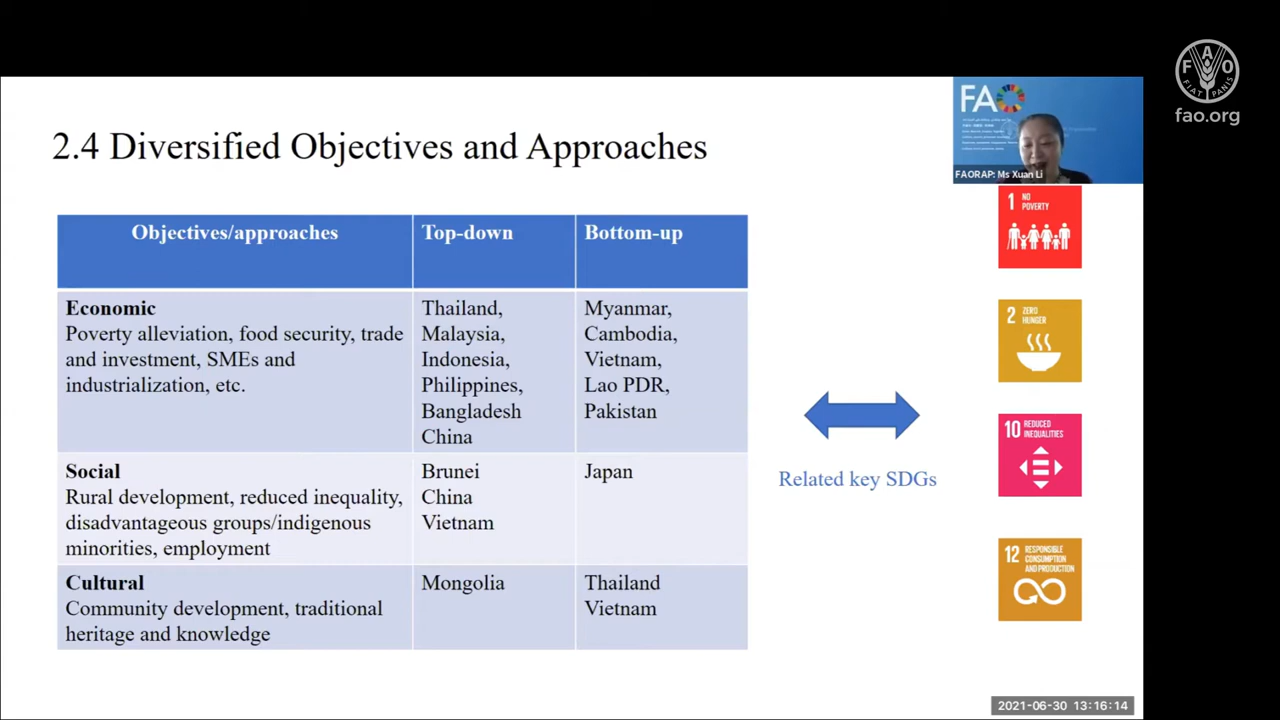 FAO
FIAT PANIS
fao.org
2.4 Diversified Objectives and Approaches
FAO
FAORAP: Ms Xuan Li
Objectives/approaches
Top-down
Bottom-up
Economic
Poverty alleviation, food security, trade
and investment, SMEs and
industrialization, etc.
Thailand,
Malaysia,
Indonesia,
Philippines,
Bangladesh
China
Myanmar,
Cambodia,
Vietnam,
Lao PDR,
Pakistan
Social
Rural development, reduced inequality,
disadvantageous groups/indigenous
minorities, employment
Brunei
China
Vietnam
Japan
Cultural
Community development, traditional
heritage and knowledge
Mongolia
Thailand
Vietnam
Related key SDGs
1 NO
POVERTY
2 ZERO
HUNGER
10 REDUCED
INEQUALITIES
12 RESPONSIBLE
CONSUMPTION
AND PRODUCTION
2021-06-30 13:16:14